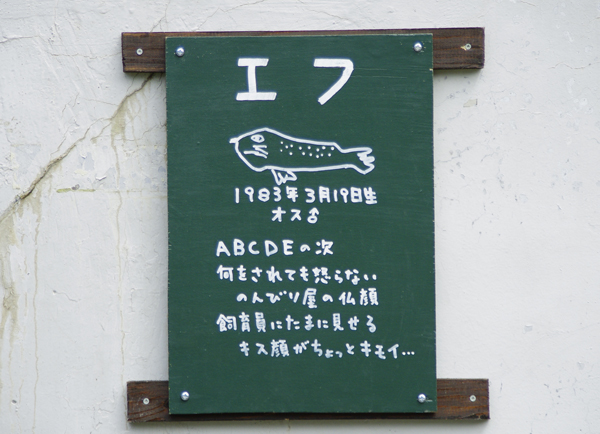 エフ
1983年3月19日生
オス♂
ABCDEの次
何をされても怒らない
のんびり屋の仏顔
飼育員にたまに見せる
キス顔がちょっとキモイ…